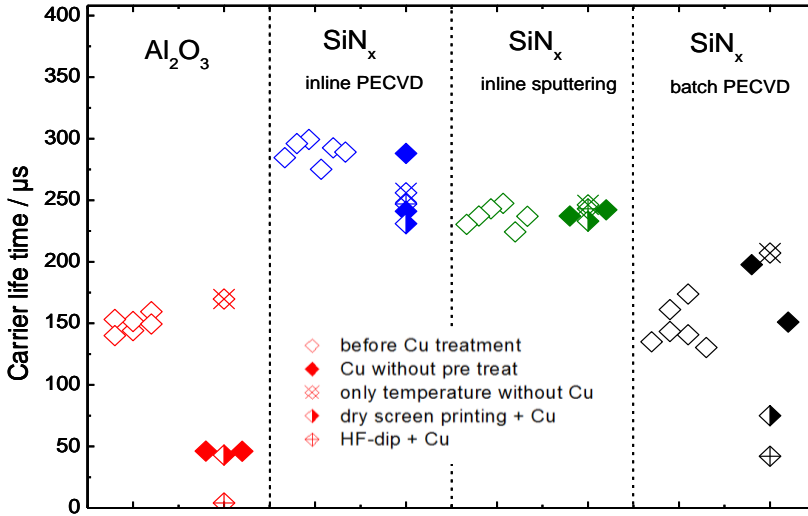 400
350
300
250
200
150
100
50
0
Carrier life time / µs
Al₂O₃
SiNₓ
inline PECVD
SiNₓ
inline sputtering
SiNₓ
batch PECVD
before Cu treatment
Cu without pre treat
only temperature without Cu
dry screen printing + Cu
HF-dip + Cu